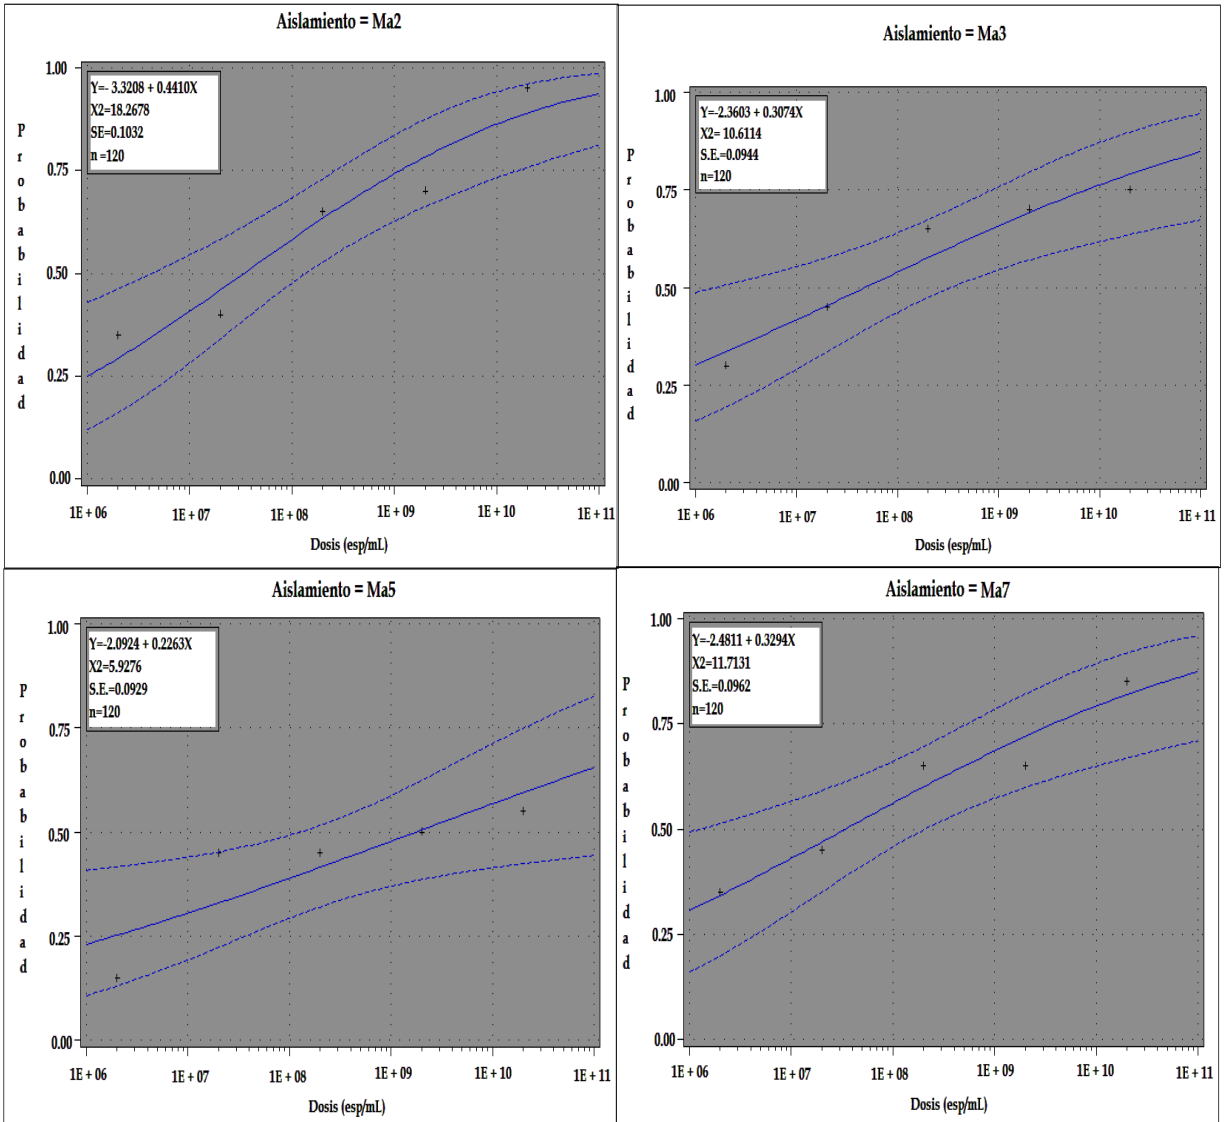 Aislamiento = Ma2
Y=- 3.3208 + 0.4410X
X2=18.2678
SE=0.1032
n =120
Probabilidad
1.00
0.75
0.50
0.25
0.00
1E + 06 1E + 07 1E + 08 1E + 09 1E + 10 1E + 11
Dosis (esp/mL)
Aislamiento = Ma3
Y=-2.3603 + 0.3074X
X2= 10.6114
S.E.=0.0944
n=120
Probabilidad
1.00
0.75
0.50
0.25
0.00
1E + 06 1E + 07 1E + 08 1E + 09 1E + 10 1E + 11
Dosis (esp/mL)
Aislamiento = Ma5
Y=-2.0924 + 0.2263X
X2=5.9276
S.E.=0.0929
n=120
Probabilidad
1.00
0.75
0.50
0.25
0.00
1E + 06 1E + 07 1E + 08 1E + 09 1E + 10 1E + 11
Dosis (esp/mL)
Aislamiento = Ma7
Y=-2.4811 + 0.3294X
X2=11.7131
S.E.=0.0962
n=120
Probabilidad
1.00
0.75
0.50
0.25
0.00
1E + 06 1E + 07 1E + 08 1E + 09 1E + 10 1E + 11
Dosis (esp/mL)